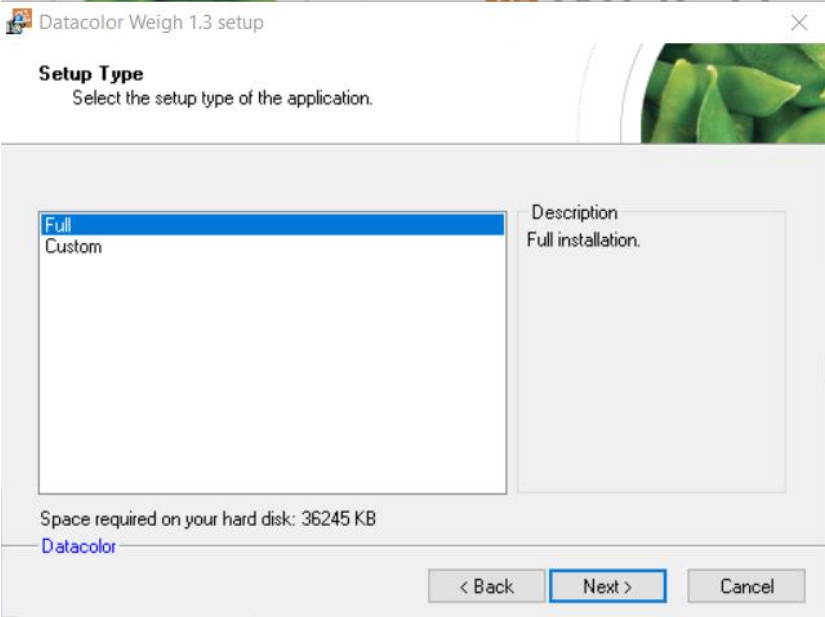 Datacolor Weigh 1.3 setup
Setup Type
Select the setup type of the application.
Full
Custom
Description
Full installation.
Space required on your hard disk: 36245 KB
Datacolor
< Back
Next >
Cancel